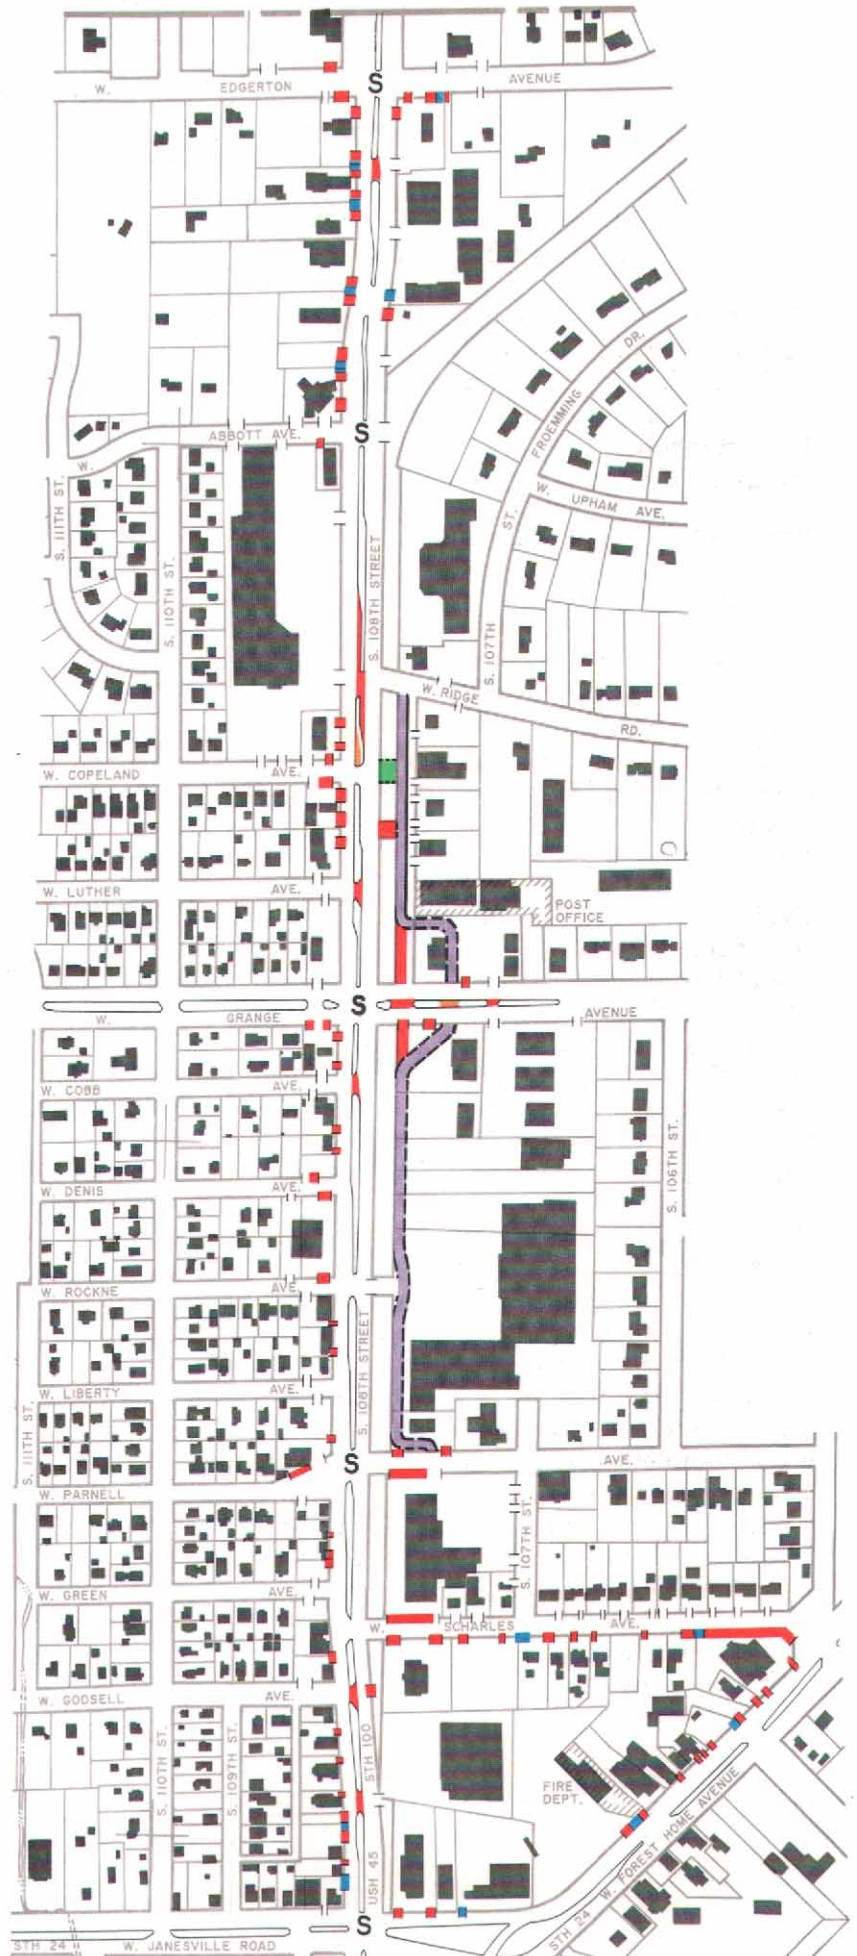 S
W. EDGERTON AVENUE
FROEMMING DR.
S
W. ABBOTT AVE.
W. UPHAM AVE.
S. 111TH ST.
S. 110TH ST.
S. 108TH STREET
S. 107TH ST.
W. RIDGE RD.
W. COPELAND AVE.
W. LUTHER AVE.
POST
OFFICE
S
W. GRANGE AVENUE
W. COBB AVE.
S. 106TH ST.
W. DENIS AVE.
W. ROCKNE AVE.
S. 108TH STREET
W. LIBERTY AVE.
S. 111TH ST.
S
W. PARNELL AVE.
S. 107TH ST.
W. GREEN AVE.
W. SCHARLES AVE.
W. GODSELL AVE.
S. 110TH ST.
S. 109TH ST.
STH 100
FIRE
DEPT.
USH 45
STH 24 W. FOREST HOME AVENUE
S
STH 24 W. JANESVILLE ROAD